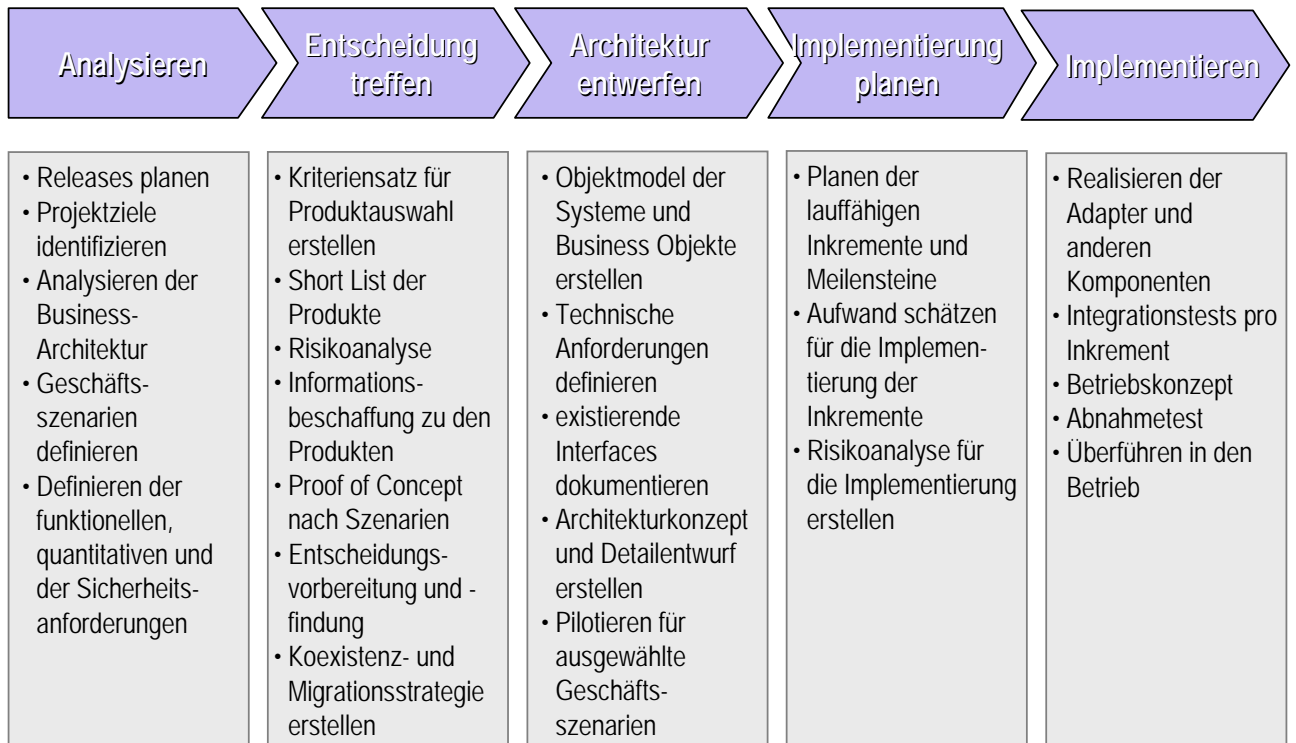 Analysieren
Entscheidung
treffen
Architektur
entwerfen
Implementierung
planen
Implementieren
• Releases planen
• Projektziele
identifizieren
• Analysieren der
Business-
Architektur
• Geschäfts-
szenarien
definieren
• Definieren der
funktionellen,
quantitativen und
der Sicherheits-
anforderungen
• Kriteriensatz für
Produktauswahl
erstellen
• Short List der
Produkte
• Risikoanalyse
• Informations-
beschaffung zu den
Produkten
• Proof of Concept
nach Szenarien
• Entscheidungs-
vorbereitung und -
findung
• Koexistenz- und
Migrationsstrategie
erstellen
• Objektmodel der
Systeme und
Business Objekte
erstellen
• Technische
Anforderungen
definieren
• existierende
Interfaces
dokumentieren
• Architekturkonzept
und Detailentwurf
erstellen
• Pilotieren für
ausgewählte
Geschäfts-
szenarien
• Planen der
lauffähigen
Inkremente und
Meilensteine
• Aufwand schätzen
für die Implemen-
tierung der
Inkremente
• Risikoanalyse für
die Implementierung
erstellen
• Realisieren der
Adapter und
anderen
Komponenten
• Integrationstests pro
Inkrement
• Betriebskonzept
• Abnahmetest
• Überführen in den
Betrieb